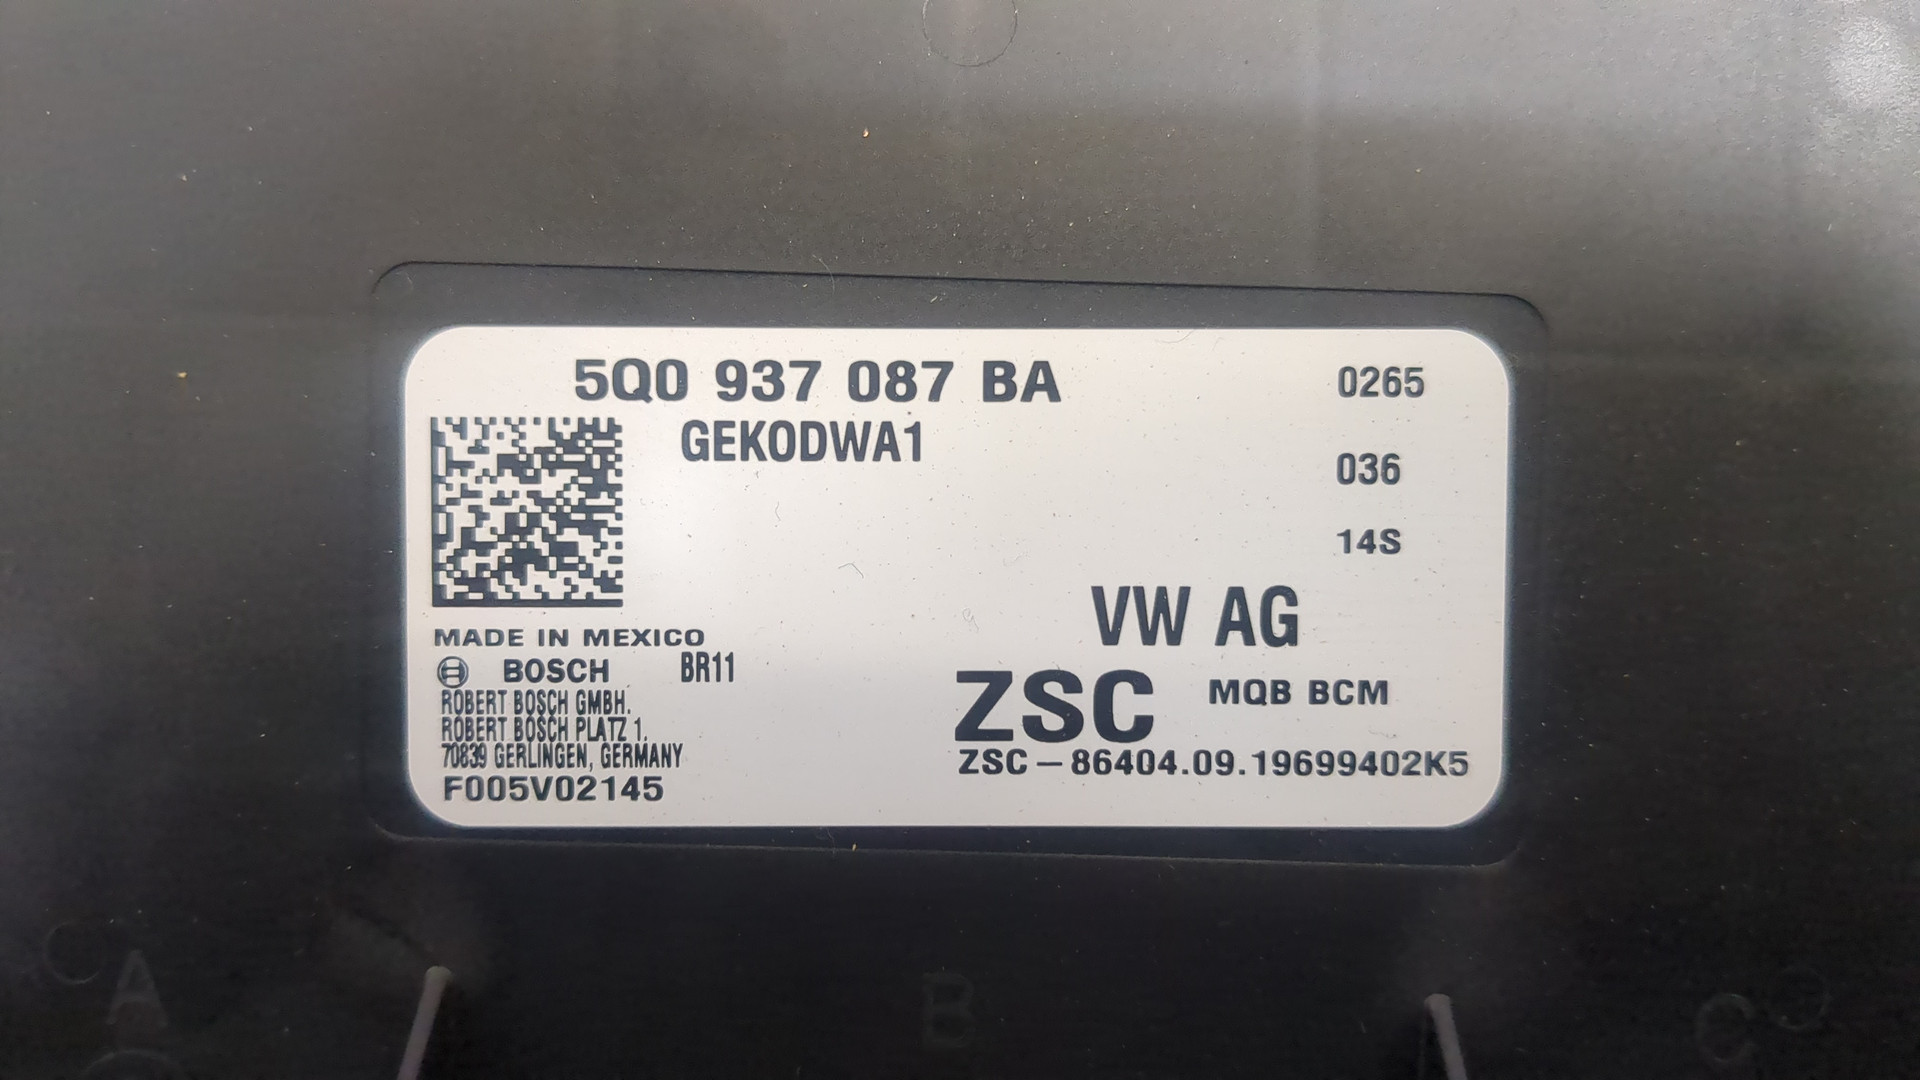 5Q0 937 087 BA 0265
GEKODWA1
036
14S
VW AG
MADE IN MEXICO
BOSCH BR11
ZSC MQB BCM
ROBERT BOSCH GMBH.
ROBERT BOSCH PLATZ 1.
70839 GERLINGEN, GERMANY
ZSC-86404.09.19699402K5
F005V02145
A B C